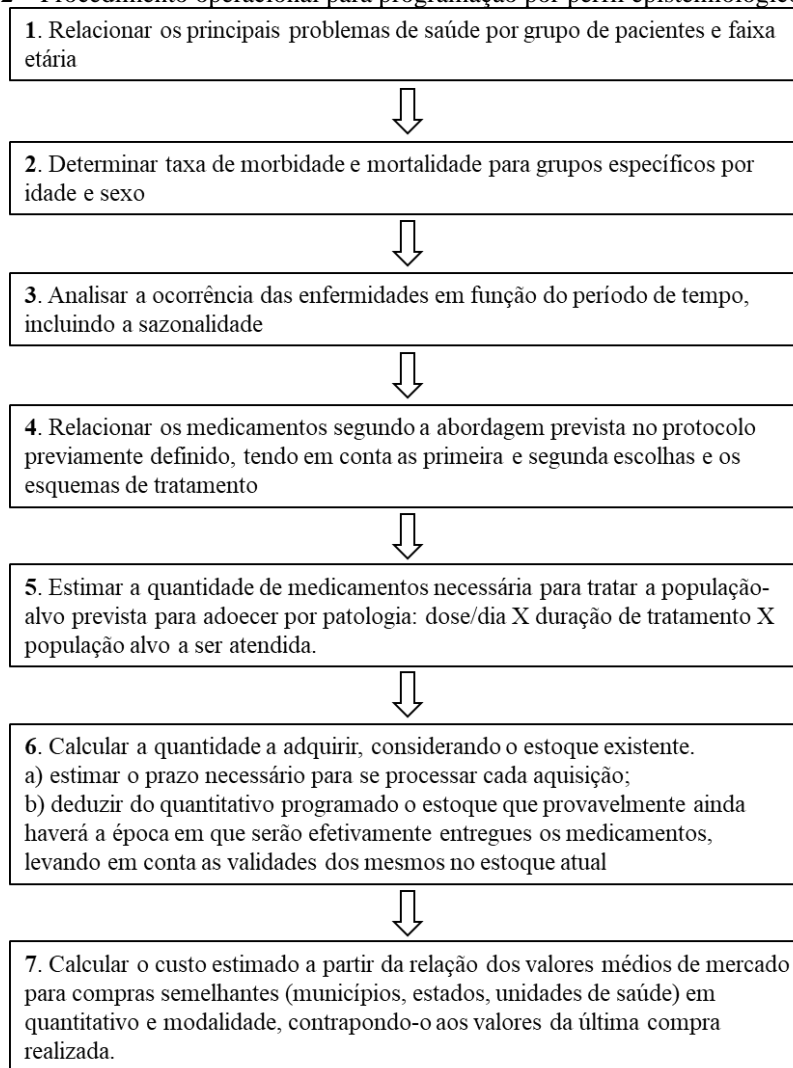 1. Relacionar os principais problemas de saúde por grupo de pacientes e faixa
etária
2. Determinar taxa de morbidade e mortalidade para grupos específicos por
idade e sexo
3. Analisar a ocorrência das enfermidades em função do período de tempo,
incluindo a sazonalidade
4. Relacionar os medicamentos segundo a abordagem prevista no protocolo
previamente definido, tendo em conta as primeira e segunda escolhas e os
esquemas de tratamento
5. Estimar a quantidade de medicamentos necessária para tratar a população-
alvo prevista para adoecer por patologia: dose/dia X duração de tratamento X
população alvo a ser atendida.
6. Calcular a quantidade a adquirir, considerando o estoque existente.
a) estimar o prazo necessário para se processar cada aquisição;
b) deduzir do quantitativo programado o estoque que provavelmente ainda
haverá a época em que serão efetivamente entregues os medicamentos,
levando em conta as validades dos mesmos no estoque atual
7. Calcular o custo estimado a partir da relação dos valores médios de mercado
para compras semelhantes (municípios, estados, unidades de saúde) em
quantitativo e modalidade, contrapondo-o aos valores da última compra
realizada.